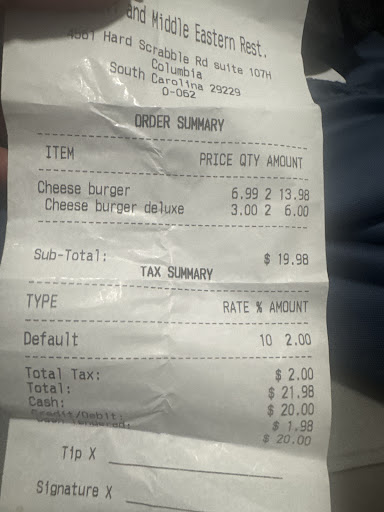 and Middle Eastern Rest.
4561 Hard Scrabble Rd suite 107H
Columbia
South Carolina 29229
O-062
ORDER SUMMARY
ITEM PRICE QTY AMOUNT
Cheese burger 6.99 2 13.98
Cheese burger deluxe 3.00 2 6.00
Sub-Total: $ 19.98
TAX SUMMARY
TYPE RATE % AMOUNT
Default 10 2.00
Total Tax: $ 2.00
Total: $ 21.98
Cash: $ 20.00
Credit/Debit: $ 1.98
$ 20.00
Tip X
Signature X